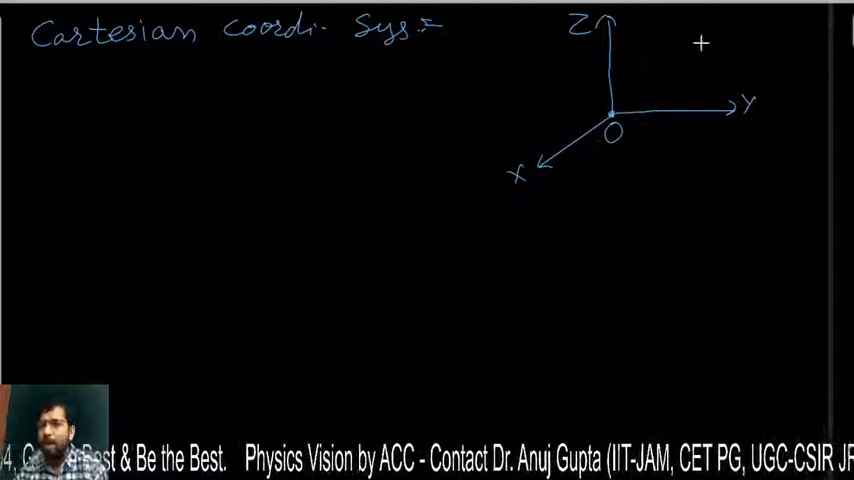 Cartesian Coordi. Sys:-
Z
Y
O
X
Best & Be the Best. Physics Vision by ACC - Contact Dr. Anuj Gupta (IIT-JAM, CET PG, UGC-CSIR JR